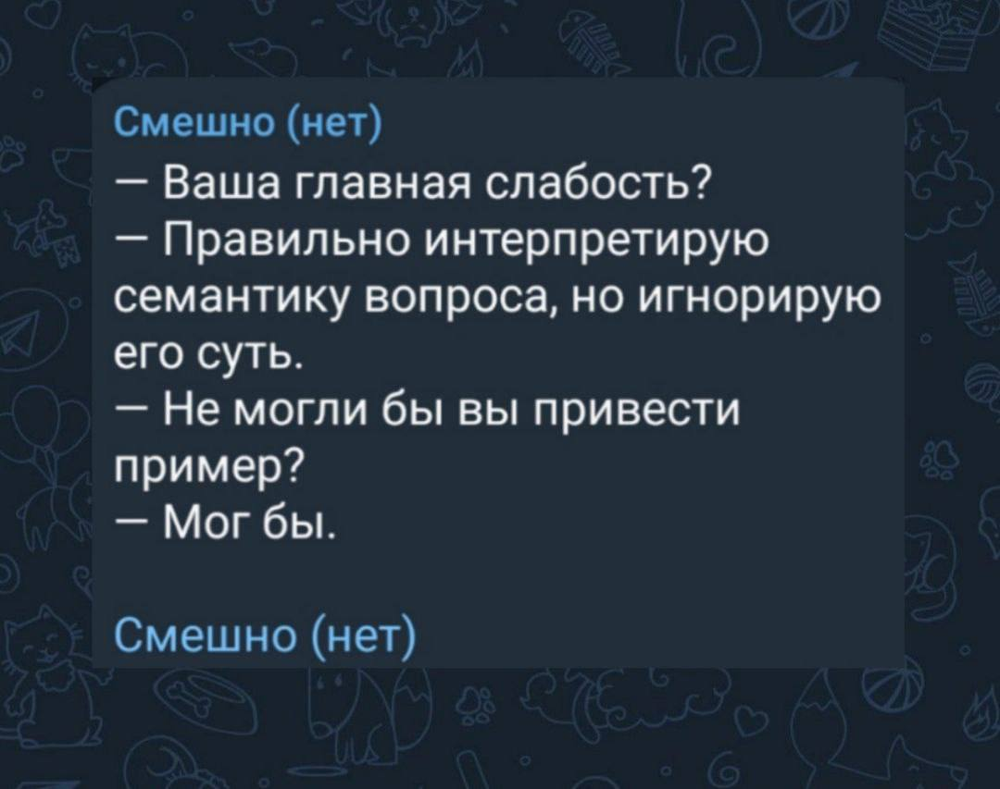 Смешно (нет)
— Ваша главная слабость?
— Правильно интерпретирую
семантику вопроса, но игнорирую
его суть.
— Не могли бы вы привести
пример?
— Мог бы.
Смешно (нет)